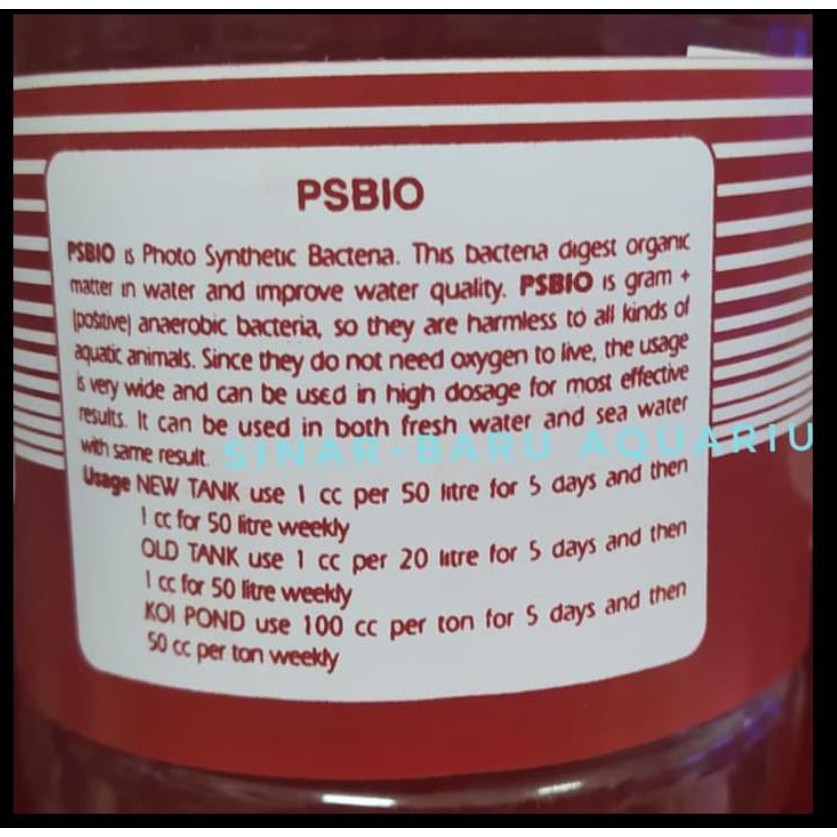 PSBIO
PSBIO is Photo Synthetic Bacteria. This bacteria digest organic
matter in water and improve water quality. PSBIO is gram +
(positive) anaerobic bacteria, so they are harmless to all kinds of
aquatic animals. Since they do not need oxygen to live, the usage
is very wide and can be used in high dosage for most effective
results. It can be used in both fresh water and sea water
with same result.
SINAR-BARU AQUARIU
Usage NEW TANK use 1 cc per 50 litre for 5 days and then
1 cc for 50 litre weekly
OLD TANK use 1 cc per 20 litre for 5 days and then
1 cc for 50 litre weekly
KOI POND use 100 cc per ton for 5 days and then
50 cc per ton weekly